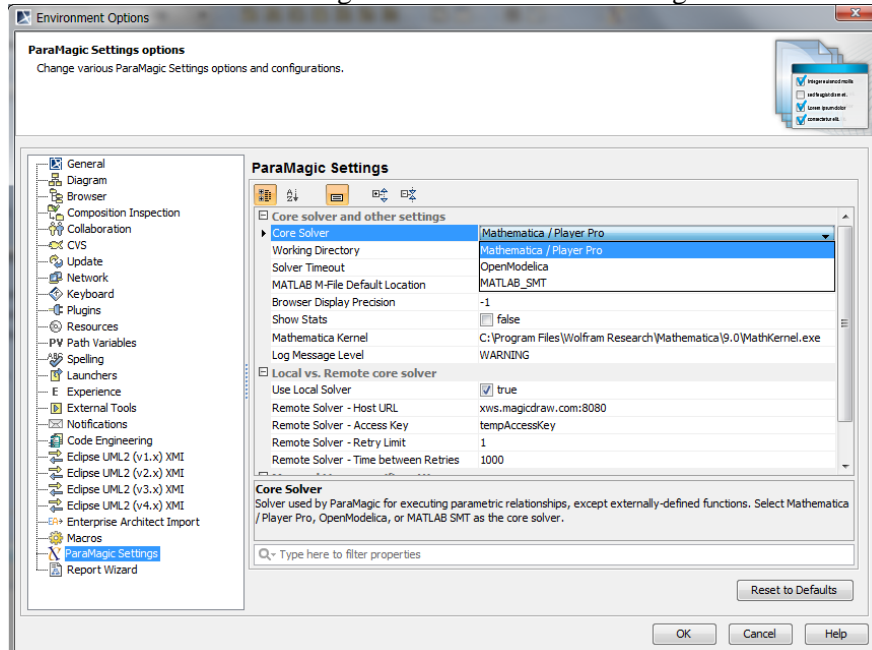 Environment Options
ParaMagic Settings options
Change various ParaMagic Settings options and configurations.
General
Diagram
Browser
Composition Inspection
Collaboration
CVS
Update
Network
Keyboard
Plugins
Resources
Path Variables
Spelling
Launchers
Experience
External Tools
Notifications
Code Engineering
Eclipse UML2 (v1.x) XMI
Eclipse UML2 (v2.x) XMI
Eclipse UML2 (v3.x) XMI
Eclipse UML2 (v4.x) XMI
Enterprise Architect Import
Macros
ParaMagic Settings
Report Wizard
ParaMagic Settings
Core solver and other settings
Core Solver Mathematica / Player Pro
Working Directory Mathematica / Player Pro
Solver Timeout OpenModelica
MATLAB M-File Default Location MATLAB_SMT
Browser Display Precision -1
Show Stats false
Mathematica Kernel C:\Program Files\Wolfram Research\Mathematica\9.0\MathKernel.exe
Log Message Level WARNING
Local vs. Remote core solver
Use Local Solver true
Remote Solver - Host URL xws.magicdraw.com:8080
Remote Solver - Access Key tempAccessKey
Remote Solver - Retry Limit 1
Remote Solver - Time between Retries 1000
Core Solver
Solver used by ParaMagic for executing parametric relationships, except externally-defined functions. Select Mathematica
/ Player Pro, OpenModelica, or MATLAB SMT as the core solver.
Type here to filter properties
Reset to Defaults
OK Cancel Help